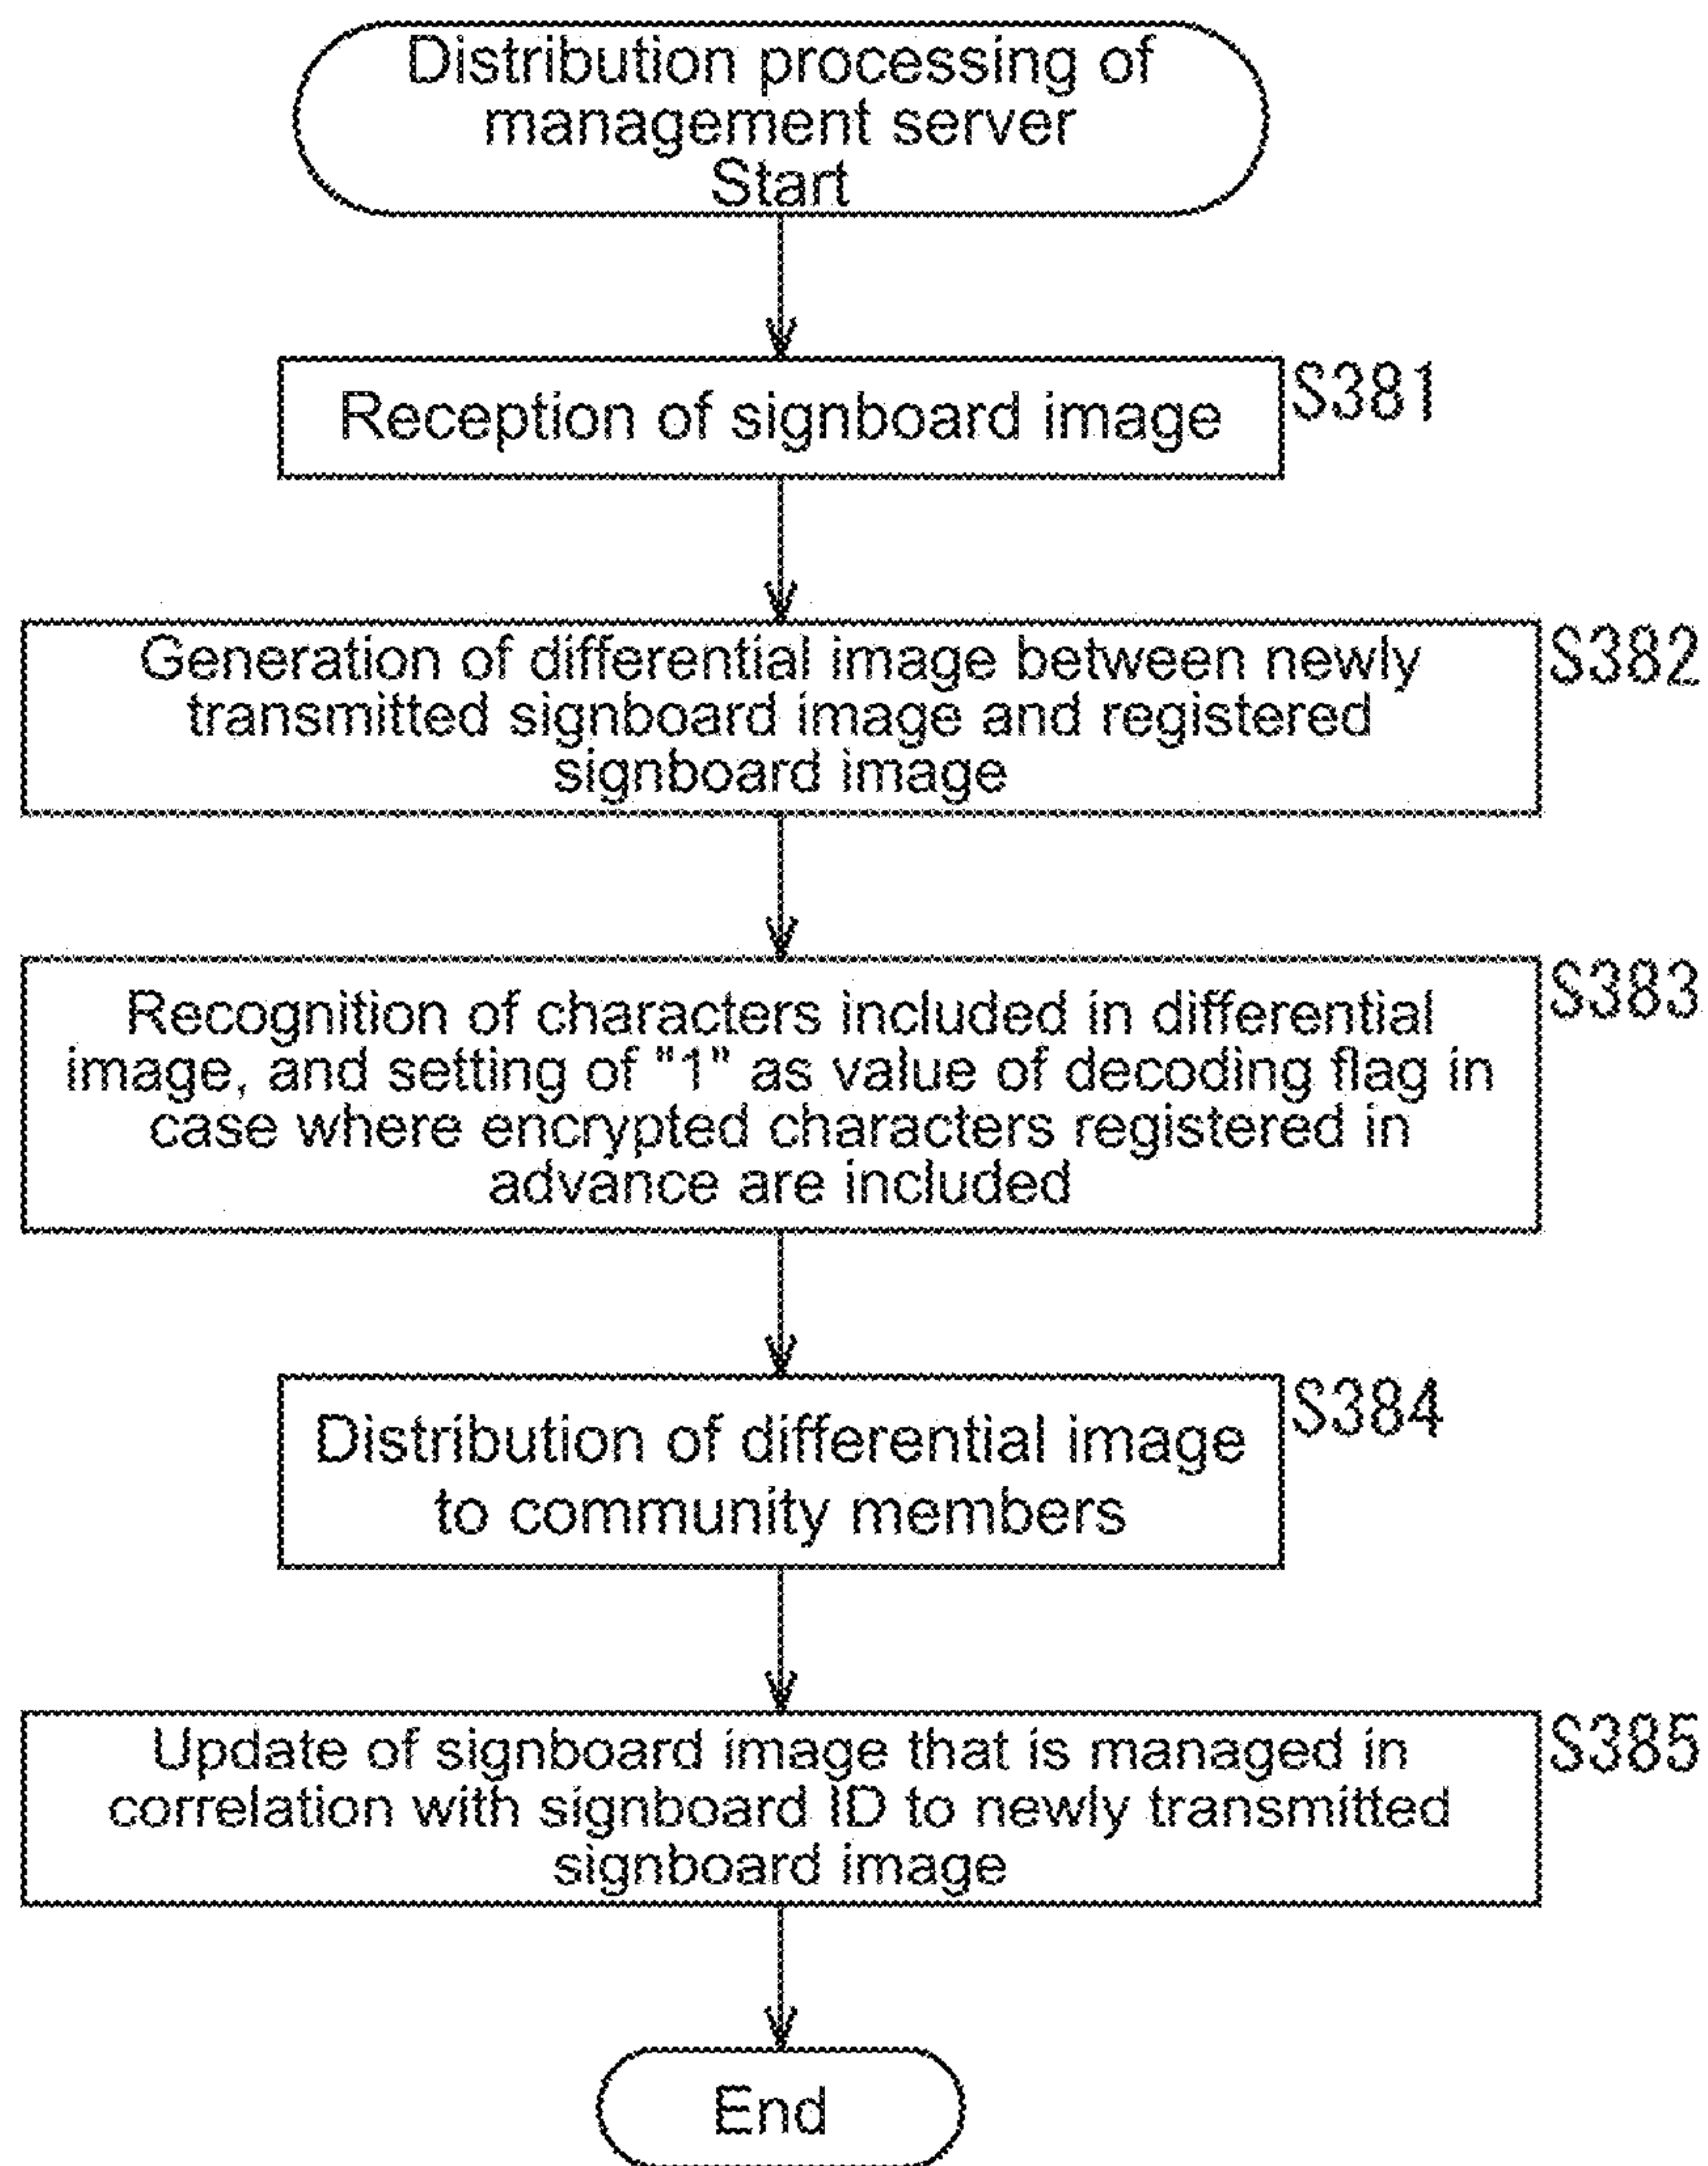 Distribution processing of
management server
Start
Reception of signboard image
S381
Generation of differential image between newly
transmitted signboard image and registered
signboard image
S382
Recognition of characters included in differential
image, and setting of "1" as value of decoding flag in
case where encrypted characters registered in
advance are included
S383
Distribution of differential image
to community members
S384
Update of signboard image that is managed in
correlation with signboard ID to newly transmitted
signboard image
S385
End